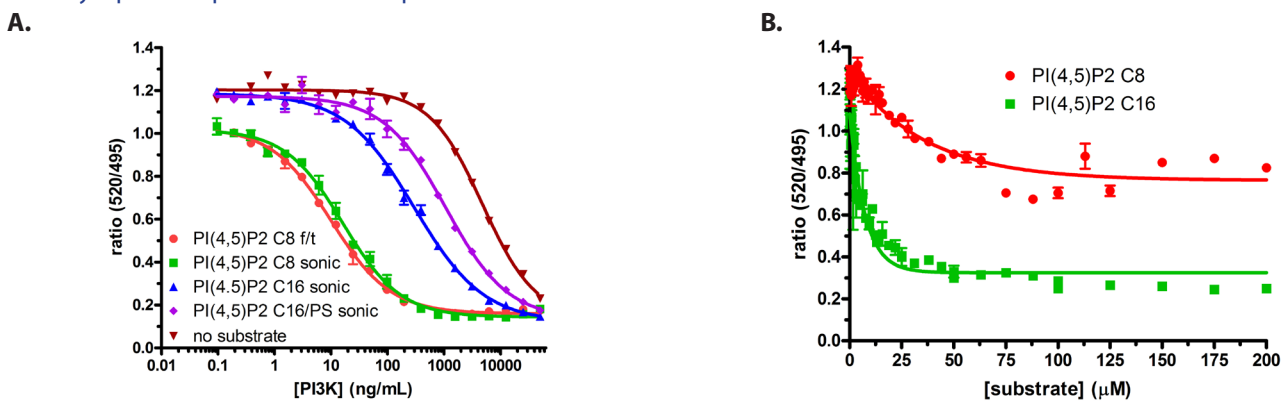 A.
1.4
1.2
1.0
0.8
0.6
0.4
0.2
0.0
ratio (520/495)
PI(4,5)P2 C8 f/t
PI(4,5)P2 C8 sonic
PI(4.5)P2 C16 sonic
PI(4,5)P2 C16/PS sonic
no substrate
0.01
0.1
1
10
100
1000
10000
[PI3K] (ng/mL)
B.
1.4
1.2
1.0
0.8
0.6
0.4
0.2
0.0
ratio (520/495)
PI(4,5)P2 C8
PI(4,5)P2 C16
0
25
50
75
100
125
150
175
200
[substrate] (μM)